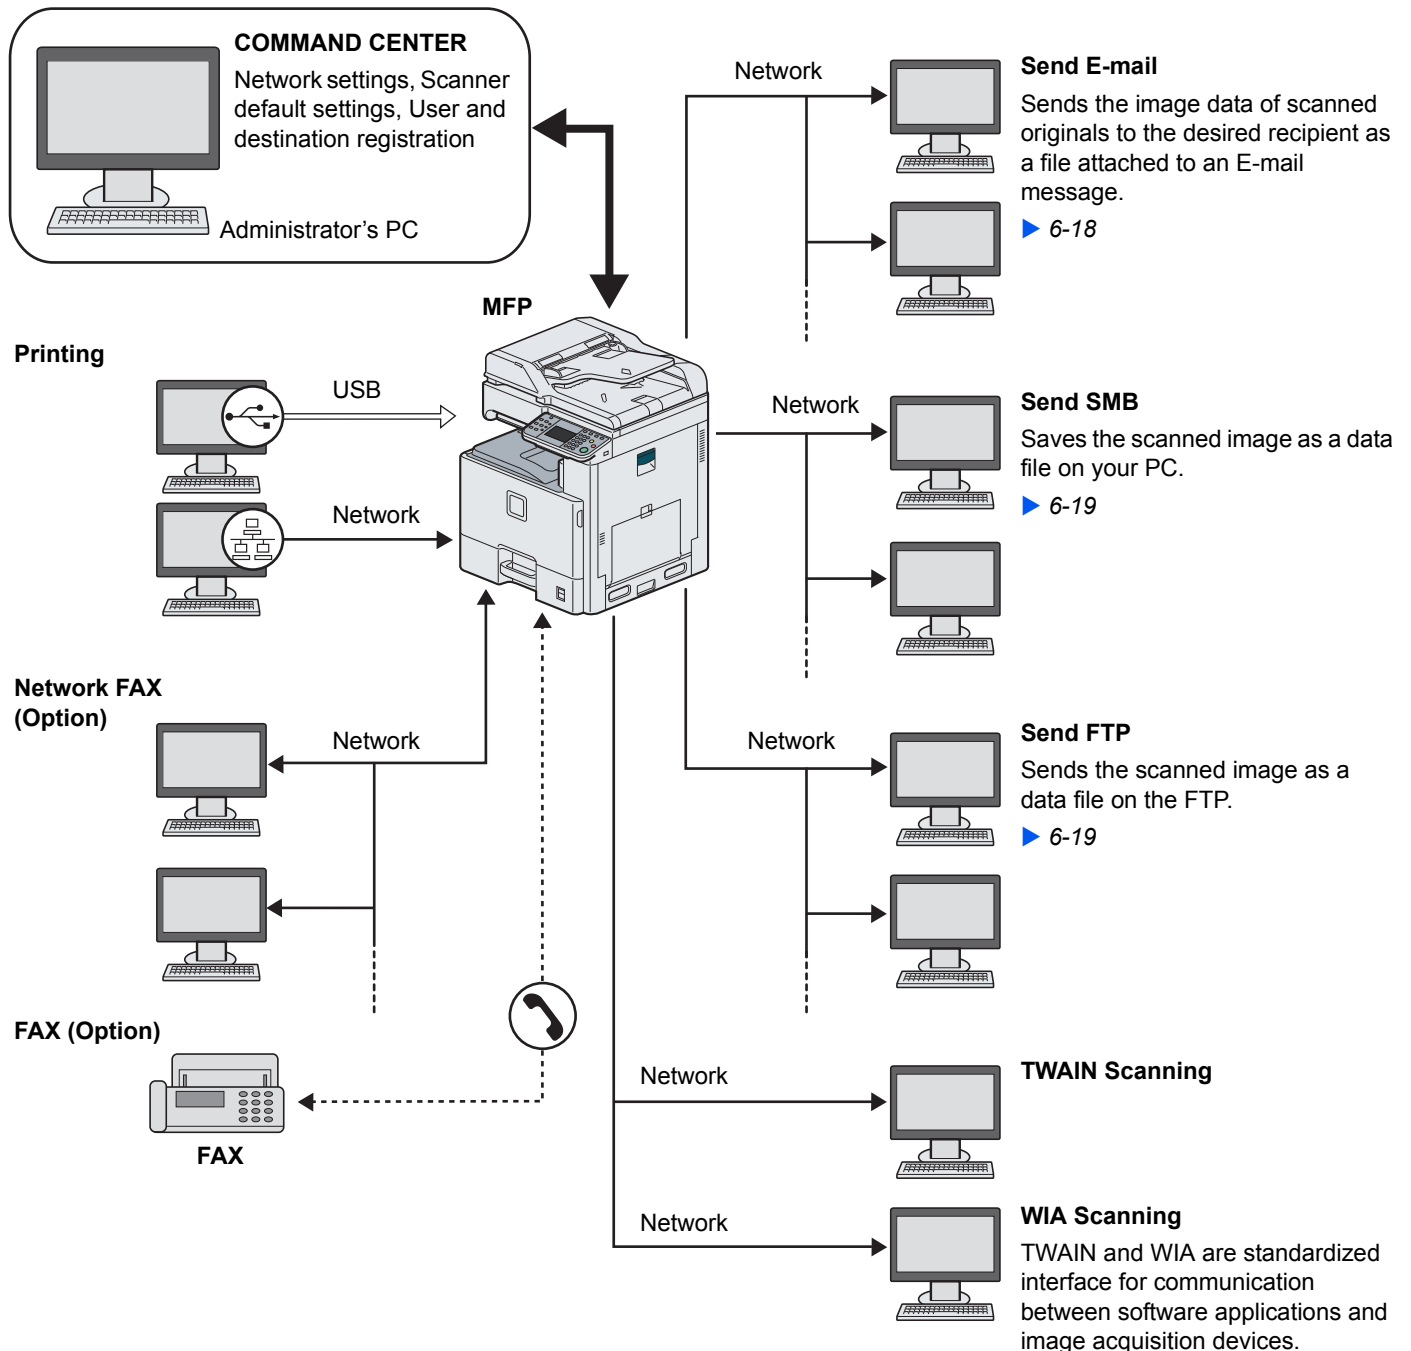 COMMAND CENTER
Network settings, Scanner
default settings, User and
destination registration
Administrator's PC
Network
Send E-mail
Sends the image data of scanned
originals to the desired recipient as
a file attached to an E-mail
message.
6-18
MFP
Printing
USB
Network
Network
Send SMB
Saves the scanned image as a data
file on your PC.
6-19
Network FAX
(Option)
Network
Network
Send FTP
Sends the scanned image as a
data file on the FTP.
6-19
FAX (Option)
FAX
Network
TWAIN Scanning
Network
WIA Scanning
TWAIN and WIA are standardized
interface for communication
between software applications and
image acquisition devices.